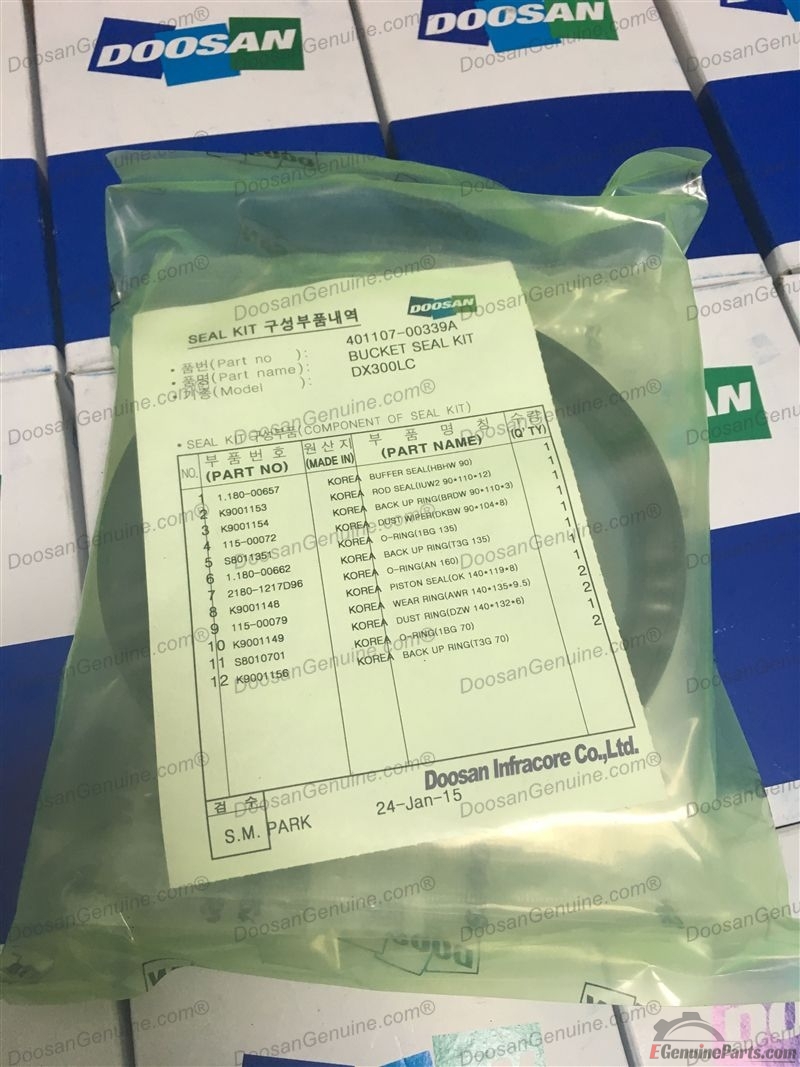 DOOSAN
DOOSAN
DoosanGenuine.com®
SEAL KIT 구성부품내역
DOOSAN
• 품번(Part no ): 401107-00339A
• 품명(Part name): BUCKET SEAL KIT
• 기종(Model ): DX300LC
• SEAL KIT 구성부품(COMPONENT OF SEAL KIT)
NO. 부품번호 (PART NO) 원산지 (MADE IN) 부품명칭 (PART NAME) 수량 (Q'TY)
1 1.180-00657 KOREA BUFFER SEAL(HBHW 90) 1
2 K9001153 KOREA ROD SEAL(IUW2 90*110*12) 1
3 K9001154 KOREA BACK UP RING(BRDW 90*110*3) 1
4 115-00072 KOREA DUST WIPER(DKBW 90*104*8) 1
5 S8011351 KOREA O-RING(1BG 135) 1
6 1.180-00662 KOREA BACK UP RING(T3G 135) 1
7 2180-1217D96 KOREA O-RING(AN 160) 1
8 K9001148 KOREA PISTON SEAL(OK 140*119*8) 1
9 115-00079 KOREA WEAR RING(AWR 140*135*9.5) 2
10 K9001149 KOREA DUST RING(DZW 140*132*6) 2
11 S8010701 KOREA O-RING(1BG 70) 1
12 K9001156 KOREA BACK UP RING(T3G 70) 2
Doosan Infracore Co.,Ltd.
검 수
S.M. PARK
24-Jan-15
AN
EGenuineParts.com